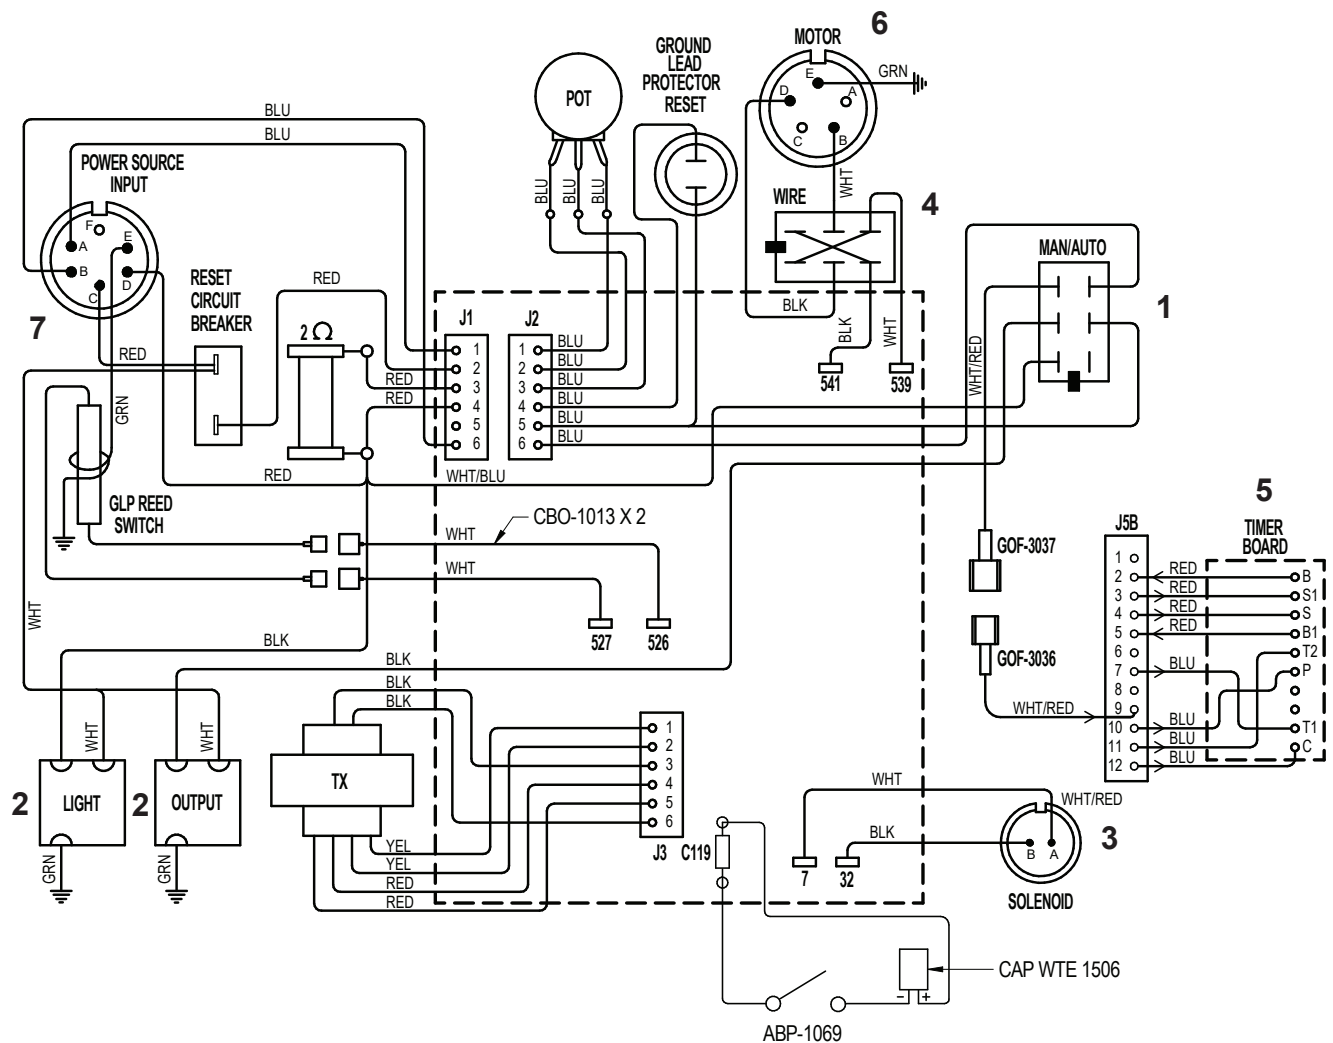 6
MOTOR
GROUND
LEAD
PROTECTOR
RESET
E
GRN
D
A
C
B
POT
BLU
BLU
POWER SOURCE
INPUT
F
A
E
B
D
C
7
BLU
BLU
BLU
WHT
WIRE
4
MAN/AUTO
1
RESET
CIRCUIT
BREAKER
RED
2 Ω
J1
J2
BLK
BLK
WHT
541
539
WHT/RED
RED
GRN
1
2
3
4
5
6
1
2
3
4
5
6
RED
RED
BLU
BLU
BLU
BLU
BLU
BLU
RED
WHT/BLU
GLP REED
SWITCH
CBO-1013 X 2
WHT
WHT
527
526
WHT
BLK
BLK
BLK
BLK
GOF-3037
GOF-3036
WHT/RED
J5B
1
2
3
4
5
6
7
8
9
10
11
12
5
TIMER
BOARD
RED
RED
RED
RED
BLU
BLU
BLU
BLU
B
S1
S
B1
T2
P
T1
C
WHT
WHT
2
LIGHT
2
OUTPUT
GRN
GRN
TX
YEL
YEL
RED
RED
1
2
3
4
5
6
J3
C119
WHT
WHT/RED
BLK
7
32
B
A
3
SOLENOID
CAP WTE 1506
- +
ABP-1069